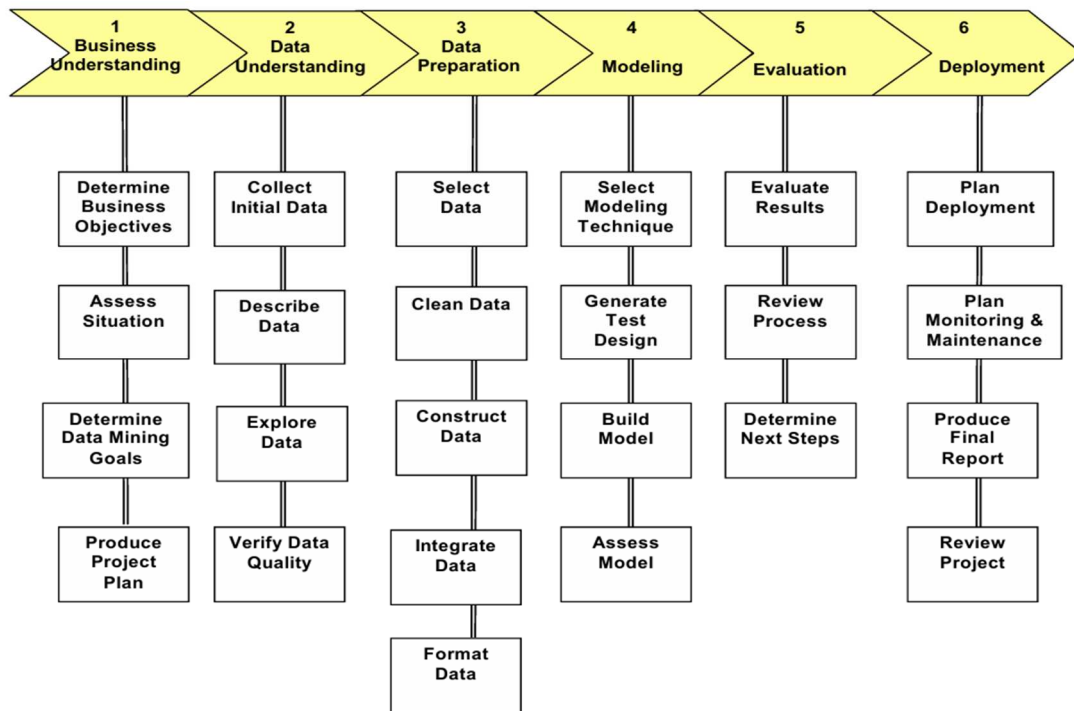 1
Business
Understanding
2
Data
Understanding
3
Data
Preparation
4
Modeling
5
Evaluation
6
Deployment
Determine
Business
Objectives
Assess
Situation
Determine
Data Mining
Goals
Produce
Project
Plan
Collect
Initial Data
Describe
Data
Explore
Data
Verify Data
Quality
Select
Data
Clean Data
Construct
Data
Integrate
Data
Format
Data
Select
Modeling
Technique
Generate
Test
Design
Build
Model
Assess
Model
Evaluate
Results
Review
Process
Determine
Next Steps
Plan
Deployment
Plan
Monitoring &
Maintenance
Produce
Final
Report
Review
Project